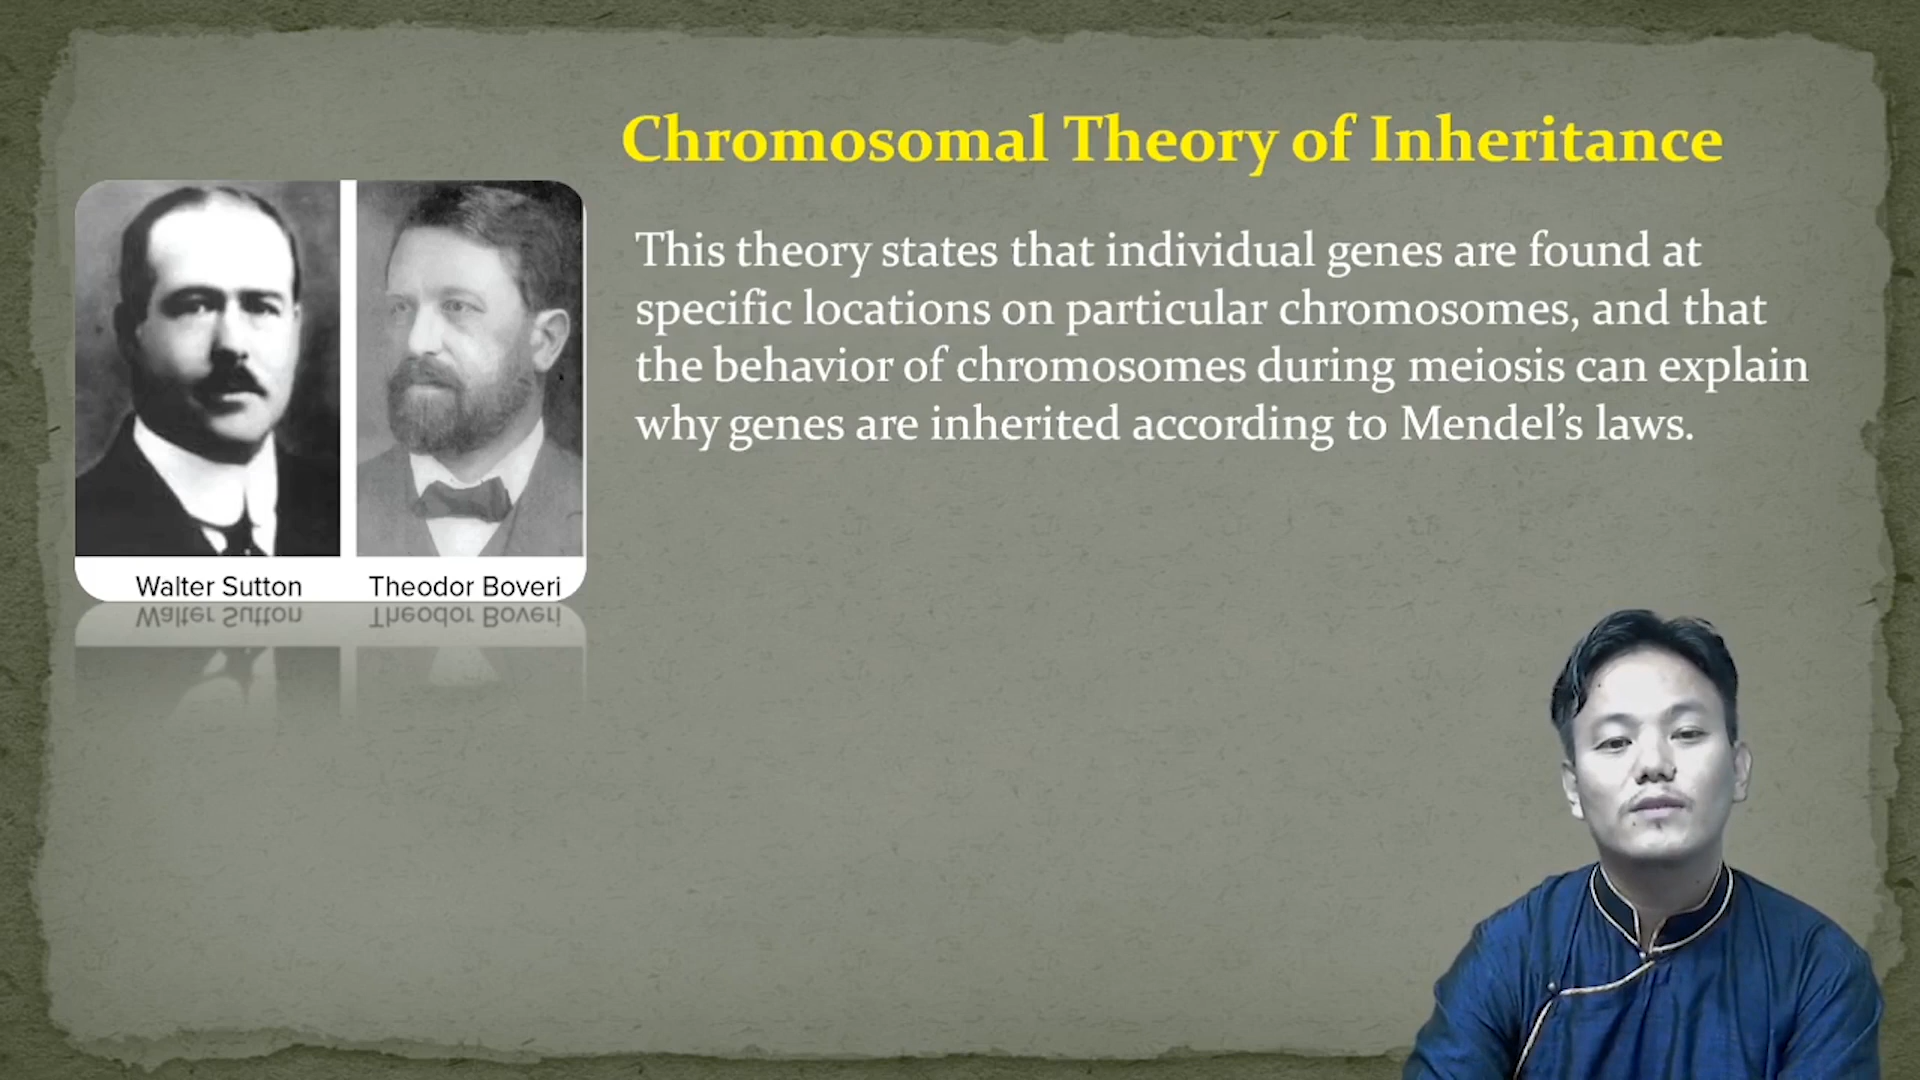 Chromosomal Theory of Inheritance
This theory states that individual genes are found at
specific locations on particular chromosomes, and that
the behavior of chromosomes during meiosis can explain
why genes are inherited according to Mendel’s laws.
Walter Sutton
Theodor Boveri